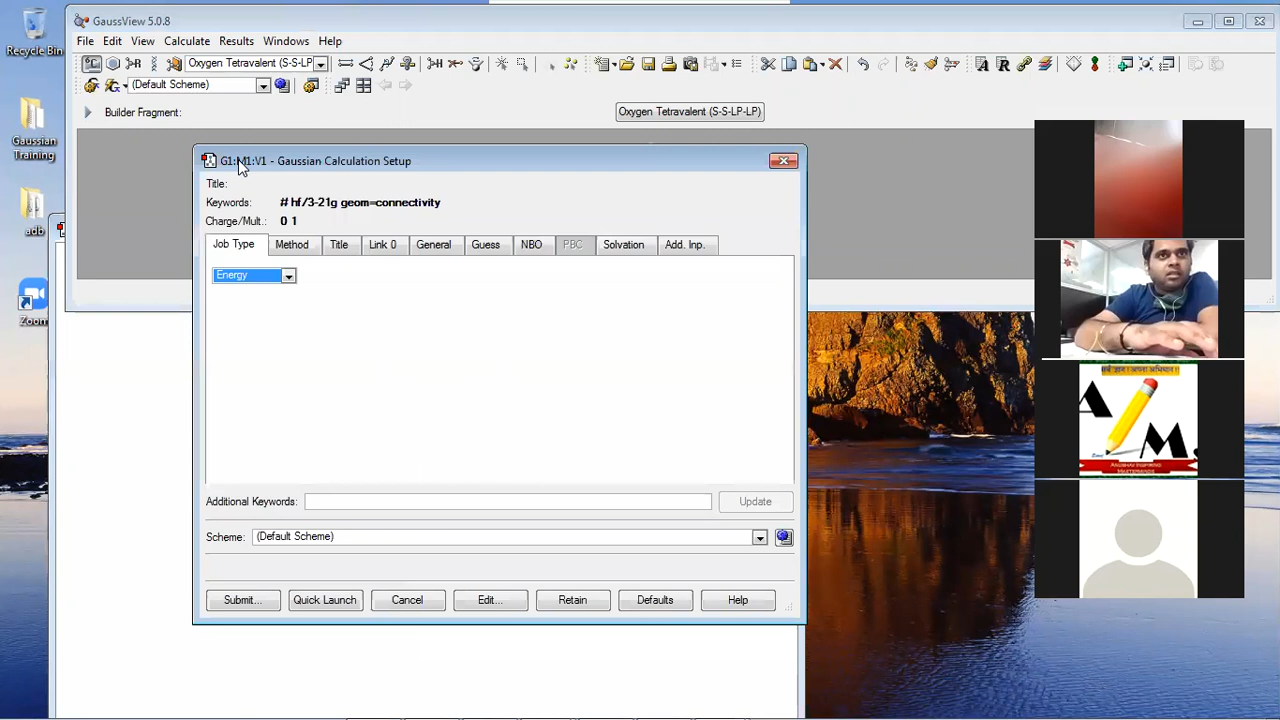 Recycle Bin
Gaussian
Training
adb
Zoom
GaussView 5.0.8
File Edit View Calculate Results Windows Help
Oxygen Tetravalent (S-S-LP
(Default Scheme)
Builder Fragment:
Oxygen Tetravalent (S-S-LP-LP)
G1:M1:V1 - Gaussian Calculation Setup
Title:
Keywords: # hf/3-21g geom=connectivity
Charge/Mult.: 0 1
Job Type Method Title Link 0 General Guess NBO PBC Solvation Add. Inp.
Energy
Additional Keywords: Update
Scheme: (Default Scheme)
Submit... Quick Launch Cancel Edit... Retain Defaults Help
A
M.
ANUBHAV INSPIRING
MASTERMINDS